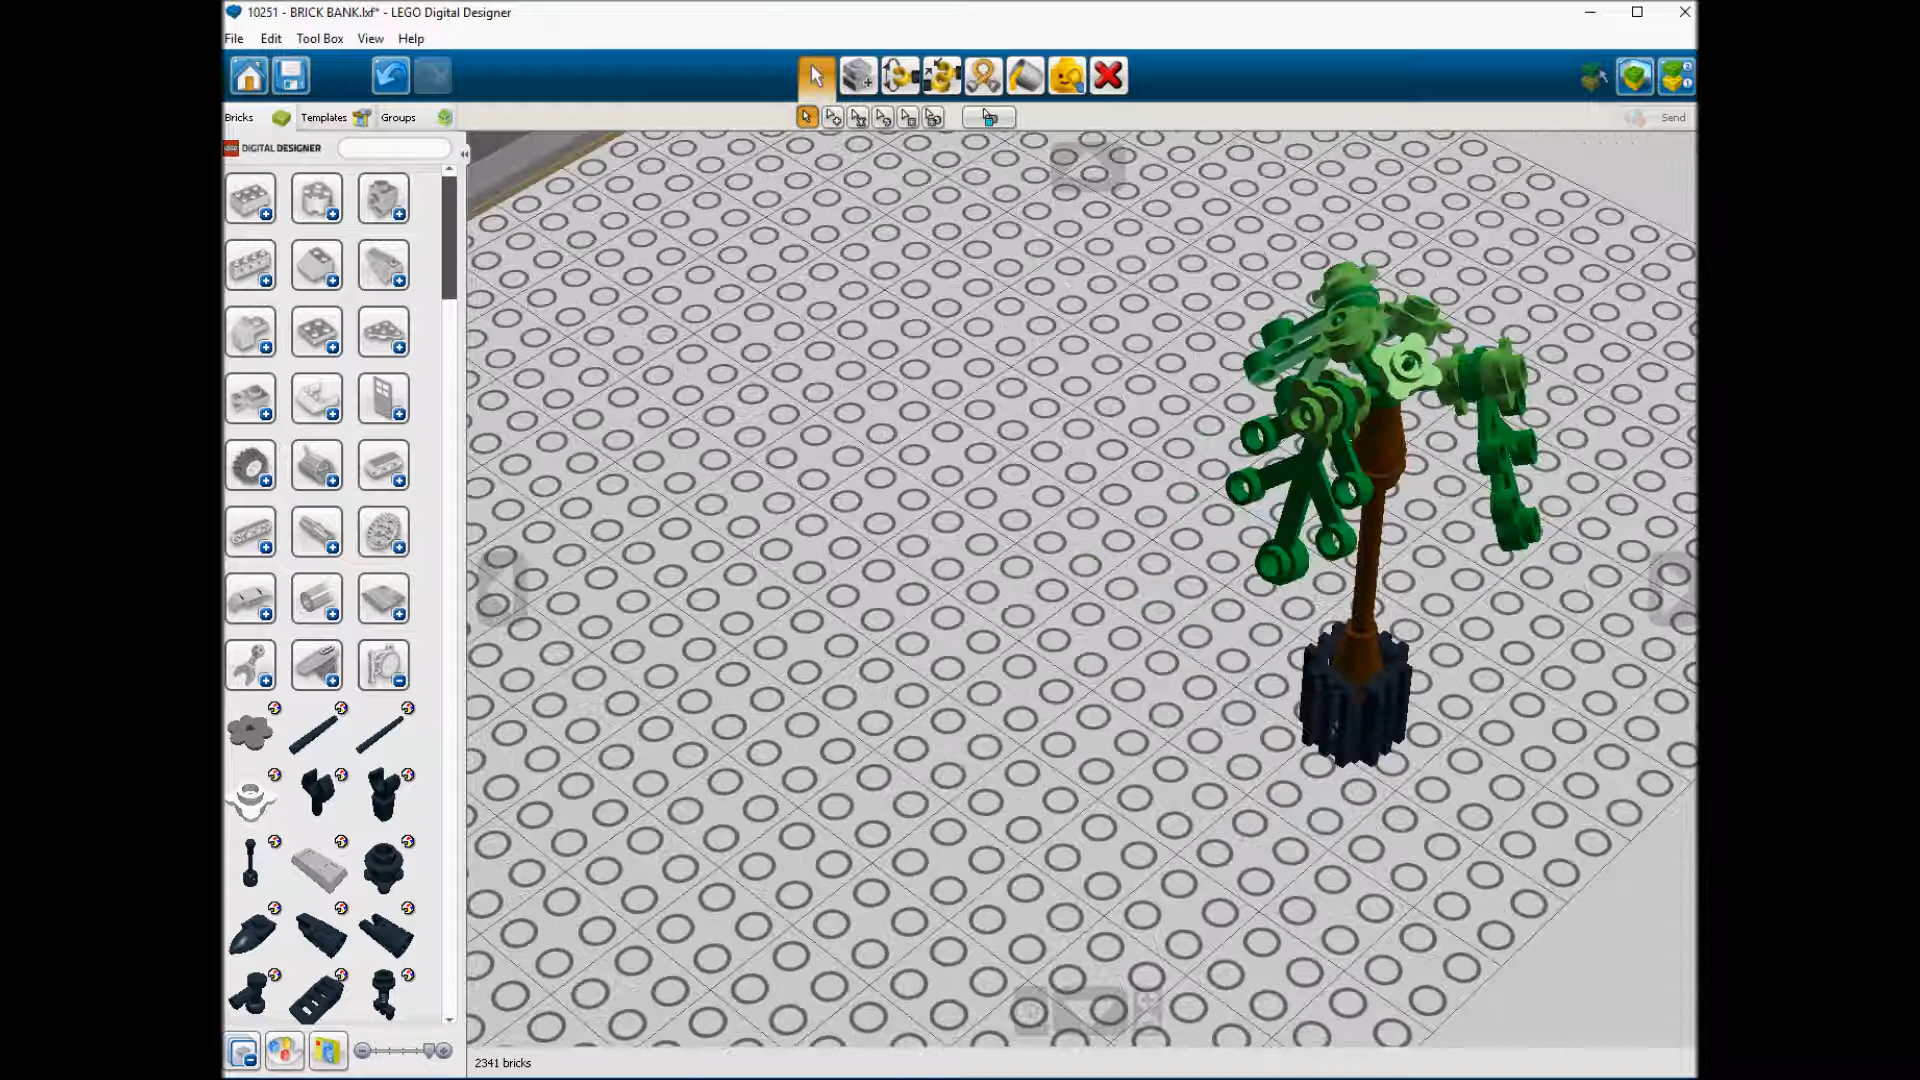 10251 - BRICK BANK.lxf* - LEGO Digital Designer
File Edit Tool Box View Help
Bricks Templates Groups
Send
LEGO DIGITAL DESIGNER
2341 bricks